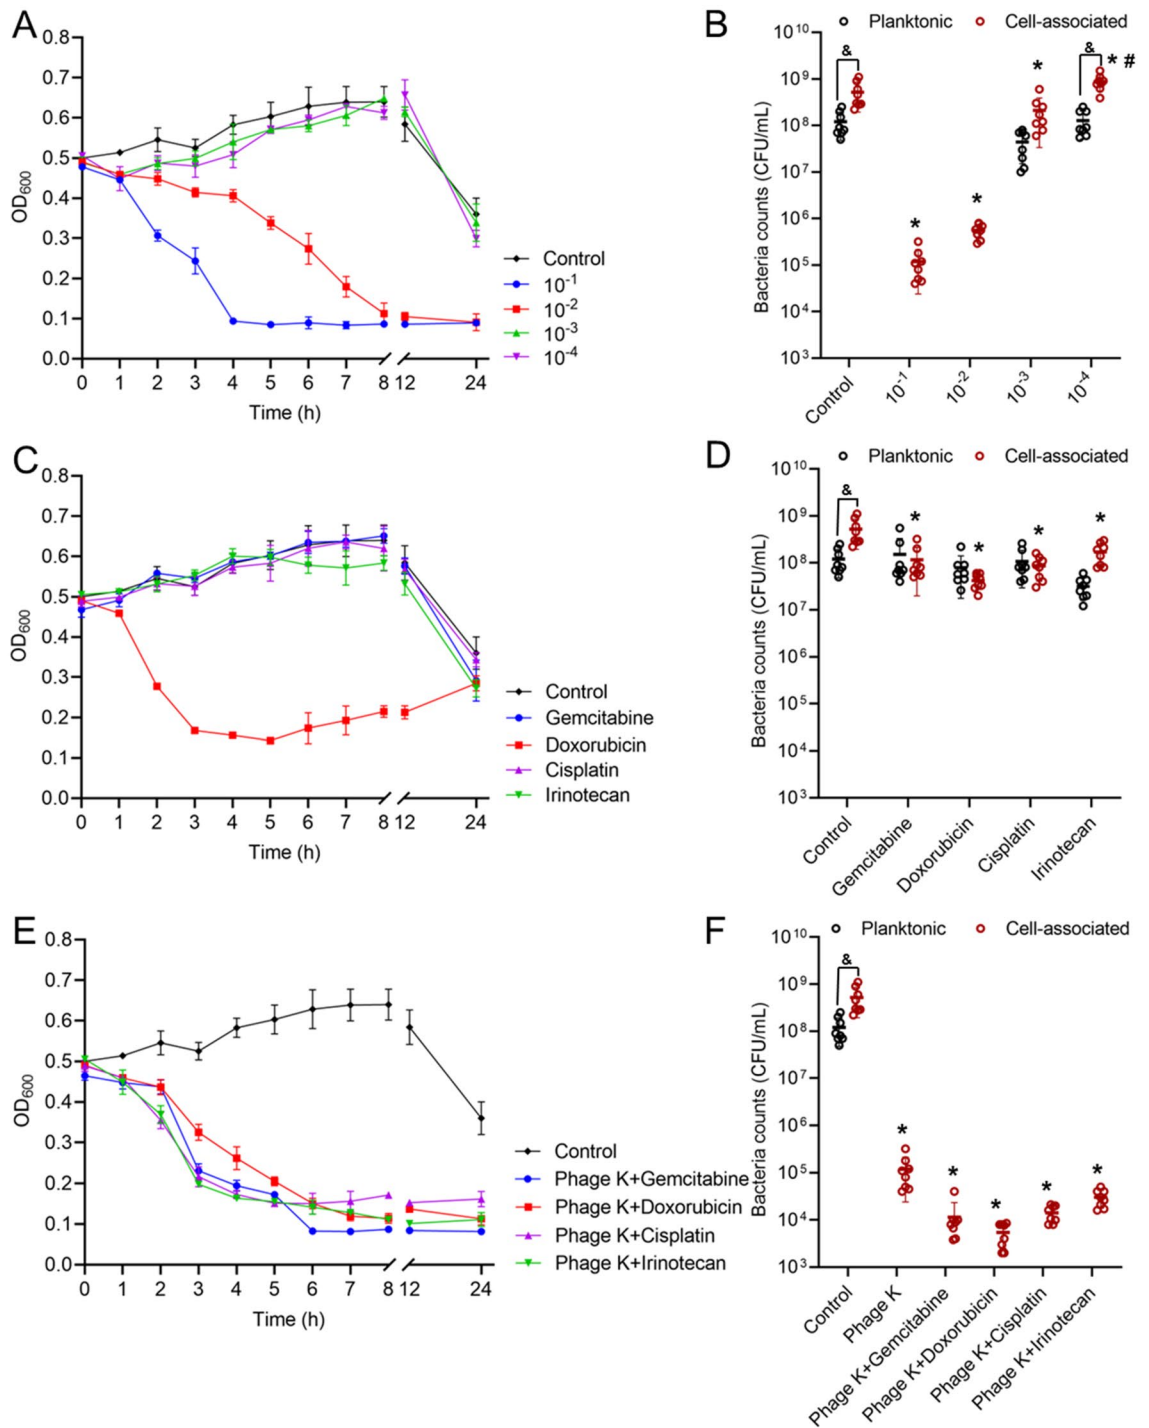 A
0.8
0.7
0.6
0.5
0.4
0.3
0.2
0.1
0.0
OD600
0 1 2 3 4 5 6 7 8 12 24
Time (h)
Control
10-1
10-2
10-3
10-4
B
Planktonic Cell-associated
Bacteria counts (CFU/mL)
1010
109
108
107
106
105
104
103
&
*
*
*
&
* #
Control 10-1 10-2 10-3 10-4
C
0.8
0.7
0.6
0.5
0.4
0.3
0.2
0.1
0.0
OD600
0 1 2 3 4 5 6 7 8 12 24
Time (h)
Control
Gemcitabine
Doxorubicin
Cisplatin
Irinotecan
D
Planktonic Cell-associated
Bacteria counts (CFU/mL)
1010
109
108
107
106
105
104
103
&
*
*
*
*
Control Gemcitabine Doxorubicin Cisplatin Irinotecan
E
0.8
0.7
0.6
0.5
0.4
0.3
0.2
0.1
0.0
OD600
0 1 2 3 4 5 6 7 8 12 24
Time (h)
Control
Phage K+Gemcitabine
Phage K+Doxorubicin
Phage K+Cisplatin
Phage K+Irinotecan
F
Planktonic Cell-associated
Bacteria counts (CFU/mL)
1010
109
108
107
106
105
104
103
&
*
*
*
*
*
Control Phage K Phage K+Gemcitabine Phage K+Doxorubicin Phage K+Cisplatin Phage K+Irinotecan